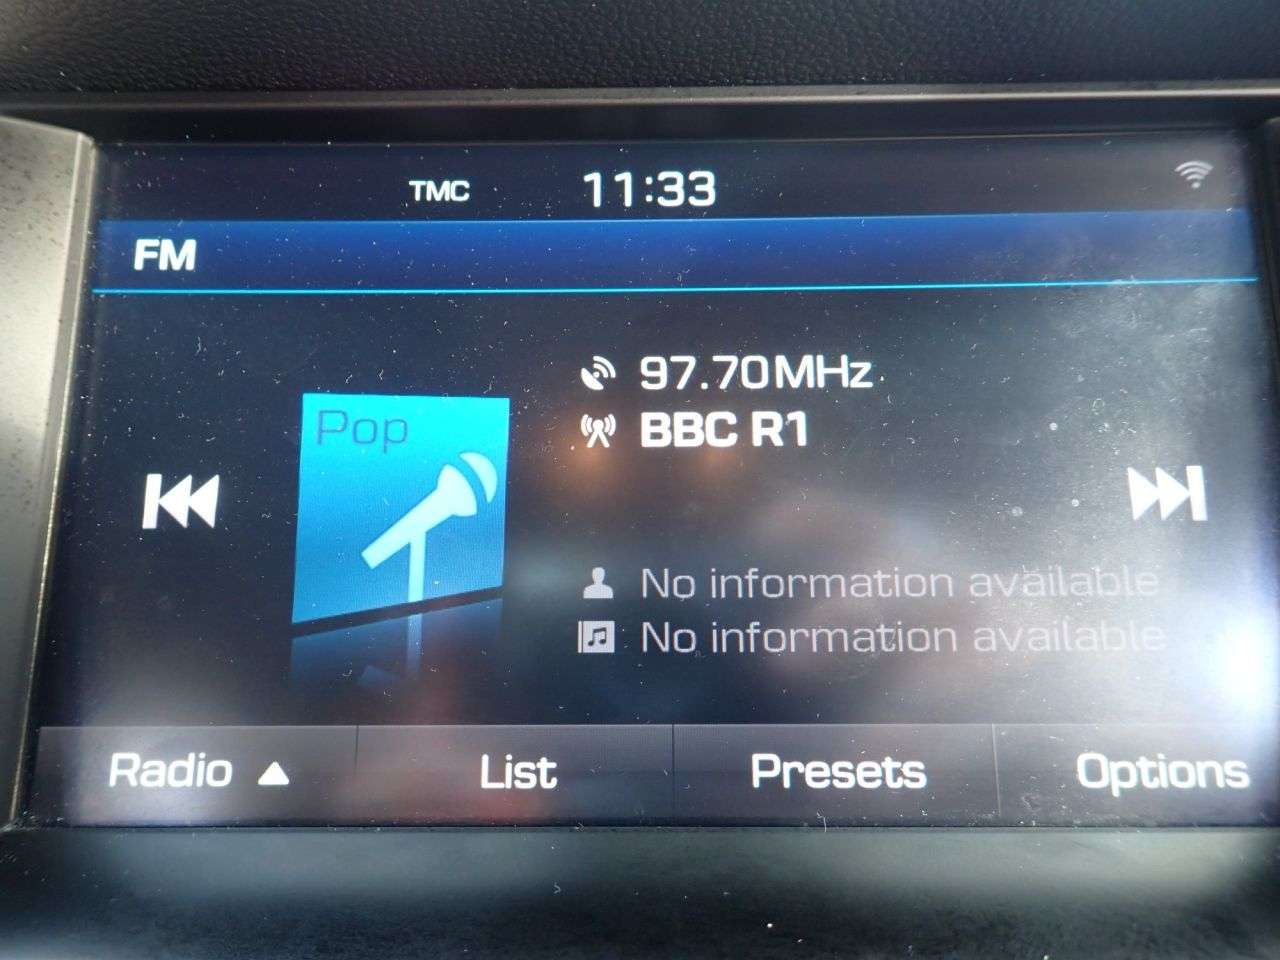 TMC 11:33
FM
97.70MHz
BBC R1
Pop
No information available
No information available
Radio ▲ List Presets Options